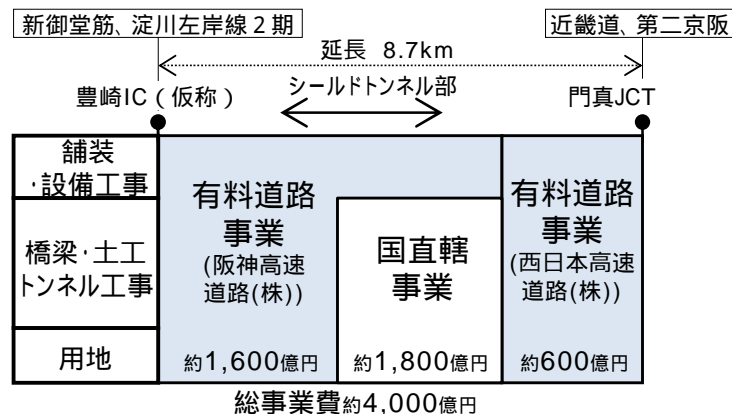 新御堂筋、淀川左岸線２期
近畿道、第二京阪
延長 8.7km
シールドトンネル部
豊崎IC（仮称）
門真JCT
舗装
・設備工事
橋梁・土工
トンネル工事
用地
有料道路
事業
(阪神高速
道路(株))
約1,600億円
国直轄
事業
約1,800億円
有料道路
事業
(西日本高速
道路(株))
約600億円
総事業費約4,000億円